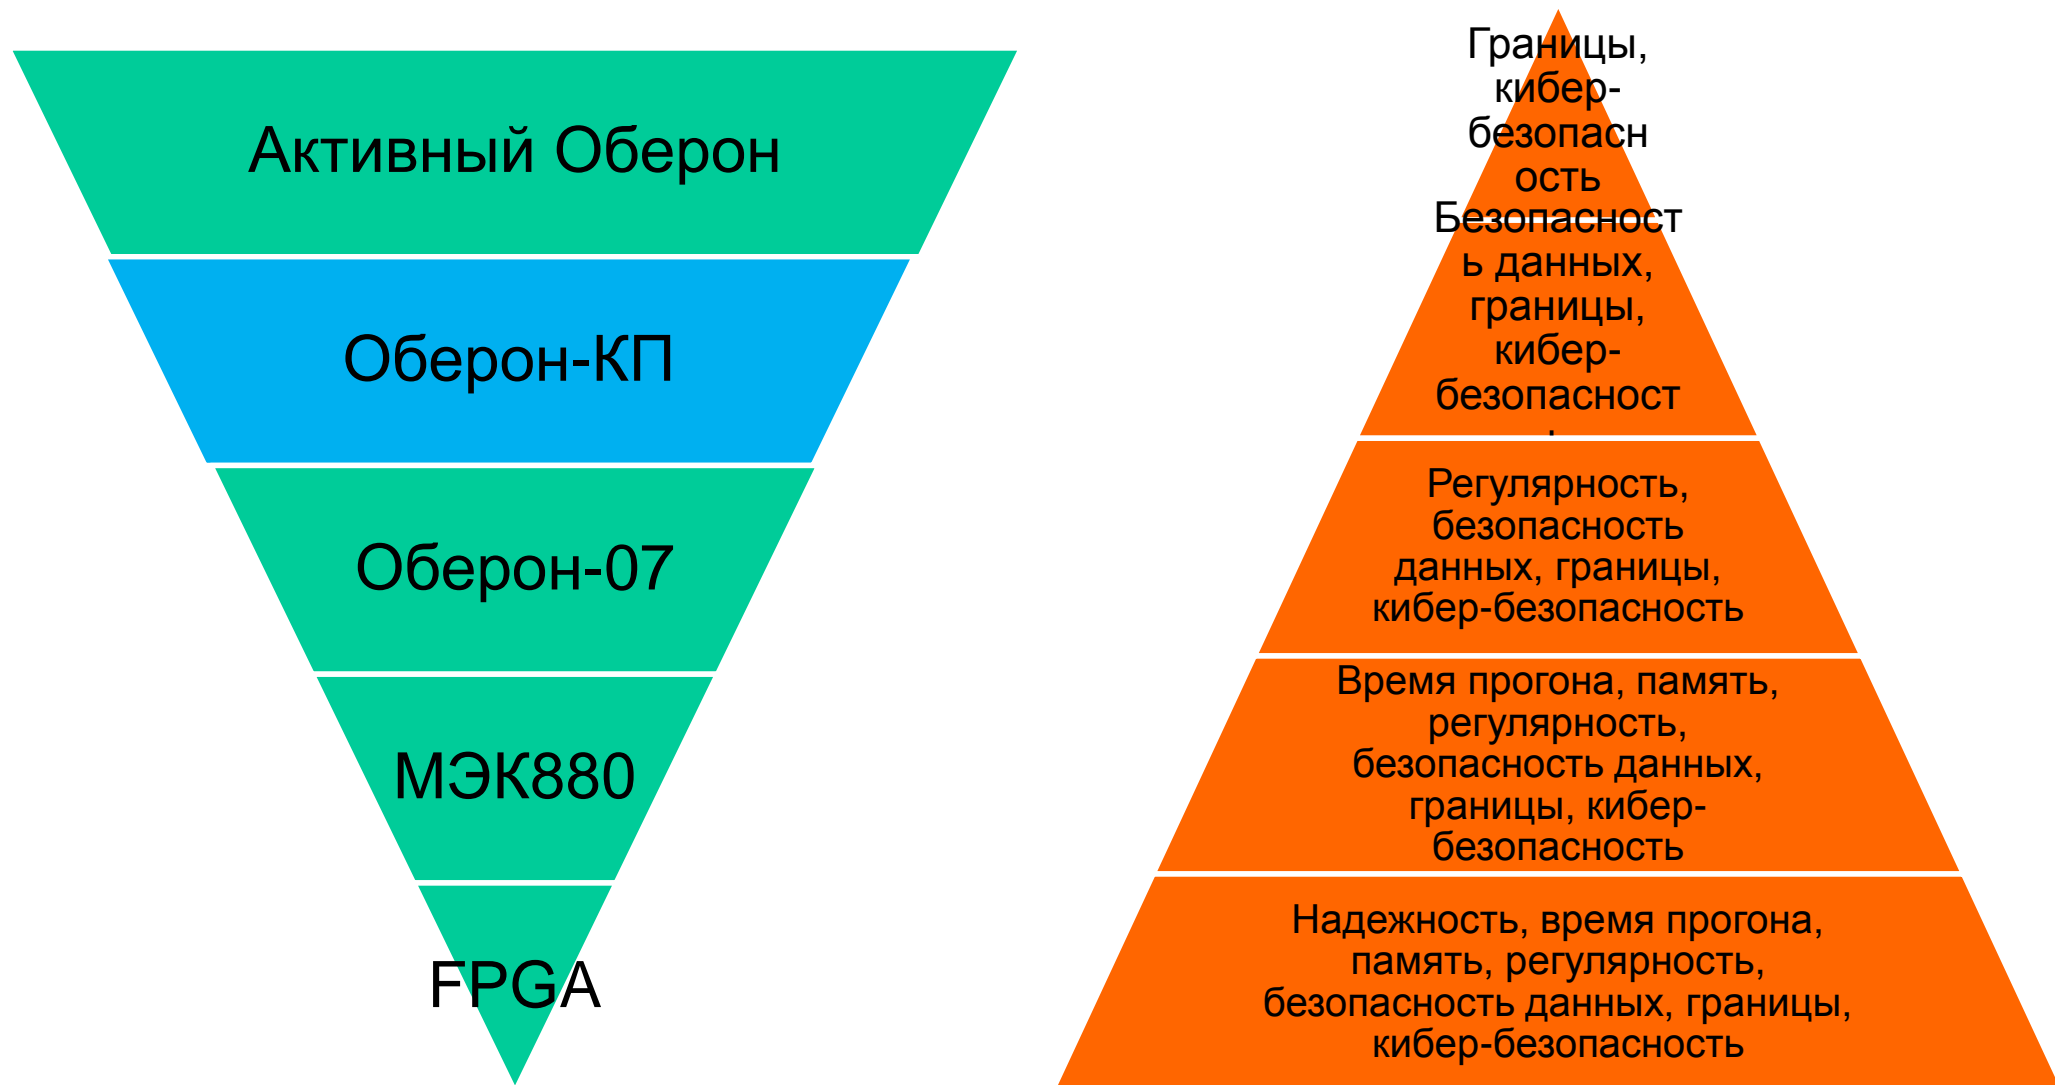 Активный Оберон
Оберон-КП
Оберон-07
МЭК880
FPGA
Границы,
кибер-
безопасн
ость
Безопасност
ь данных,
границы,
кибер-
безопасност
Регулярность,
безопасность
данных, границы,
кибер-безопасность
Время прогона, память,
регулярность,
безопасность данных,
границы, кибер-
безопасность
Надежность, время прогона,
память, регулярность,
безопасность данных, границы,
кибер-безопасность